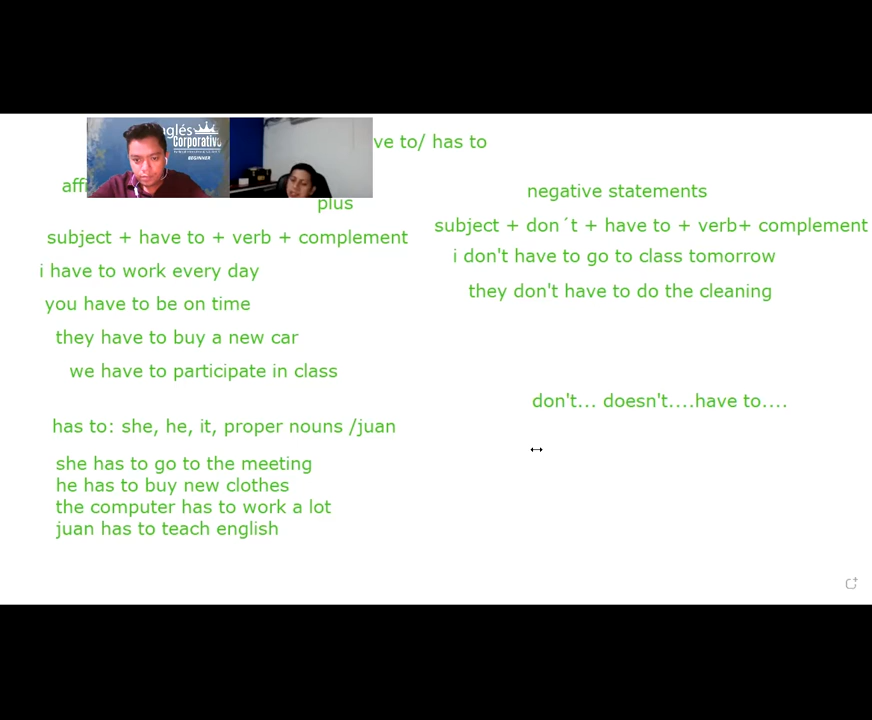 glés
Corporativo
BEGINNER
ve to/ has to
affi
plus
subject + have to + verb + complement
i have to work every day
you have to be on time
they have to buy a new car
we have to participate in class
has to: she, he, it, proper nouns /juan
she has to go to the meeting
he has to buy new clothes
the computer has to work a lot
juan has to teach english
negative statements
subject + don´t + have to + verb+ complement
i don't have to go to class tomorrow
they don't have to do the cleaning
don't... doesn't....have to....